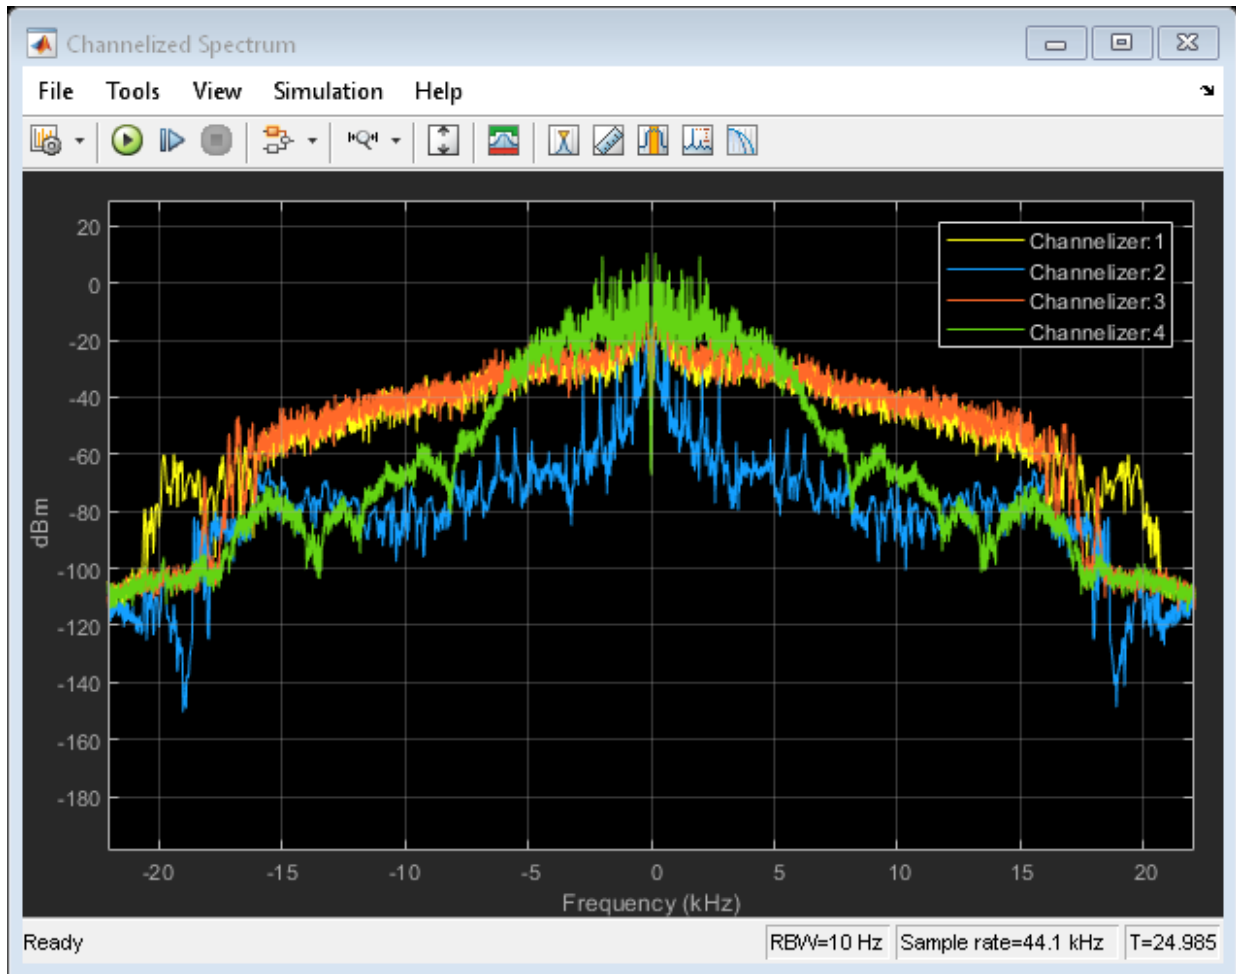 Channelized Spectrum
File Tools View Simulation Help
20
0
-20
-40
-60
-80
-100
-120
-140
-160
-180
dBm
Channelizer:1
Channelizer:2
Channelizer:3
Channelizer:4
-20 -15 -10 -5 0 5 10 15 20
Frequency (kHz)
Ready RBW=10 Hz Sample rate=44.1 kHz T=24.985